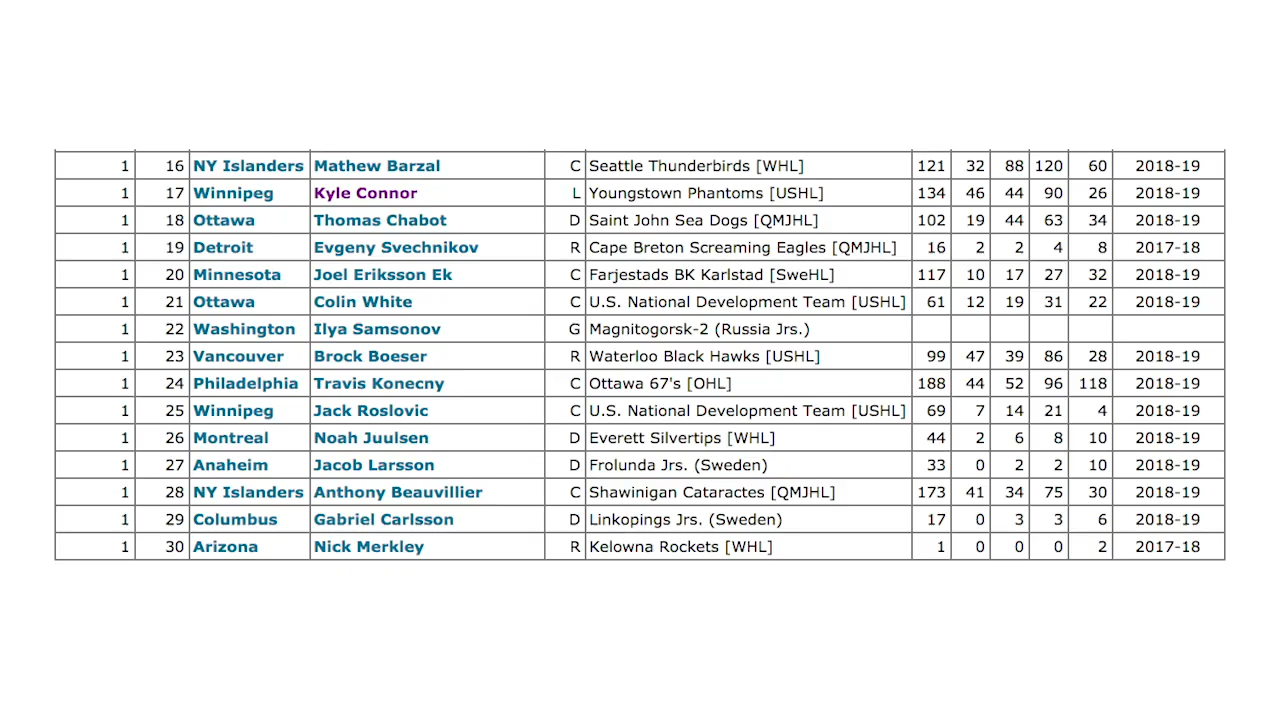 1 16 NY Islanders Mathew Barzal C Seattle Thunderbirds [WHL] 121 32 88 120 60 2018-19
1 17 Winnipeg Kyle Connor L Youngstown Phantoms [USHL] 134 46 44 90 26 2018-19
1 18 Ottawa Thomas Chabot D Saint John Sea Dogs [QMJHL] 102 19 44 63 34 2018-19
1 19 Detroit Evgeny Svechnikov R Cape Breton Screaming Eagles [QMJHL] 16 2 2 4 8 2017-18
1 20 Minnesota Joel Eriksson Ek C Farjestads BK Karlstad [SweHL] 117 10 17 27 32 2018-19
1 21 Ottawa Colin White C U.S. National Development Team [USHL] 61 12 19 31 22 2018-19
1 22 Washington Ilya Samsonov G Magnitogorsk-2 (Russia Jrs.)
1 23 Vancouver Brock Boeser R Waterloo Black Hawks [USHL] 99 47 39 86 28 2018-19
1 24 Philadelphia Travis Konecny C Ottawa 67's [OHL] 188 44 52 96 118 2018-19
1 25 Winnipeg Jack Roslovic C U.S. National Development Team [USHL] 69 7 14 21 4 2018-19
1 26 Montreal Noah Juulsen D Everett Silvertips [WHL] 44 2 6 8 10 2018-19
1 27 Anaheim Jacob Larsson D Frolunda Jrs. (Sweden) 33 0 2 2 10 2018-19
1 28 NY Islanders Anthony Beauvillier C Shawinigan Cataractes [QMJHL] 173 41 34 75 30 2018-19
1 29 Columbus Gabriel Carlsson D Linkopings Jrs. (Sweden) 17 0 3 3 6 2018-19
1 30 Arizona Nick Merkley R Kelowna Rockets [WHL] 1 0 0 0 2 2017-18